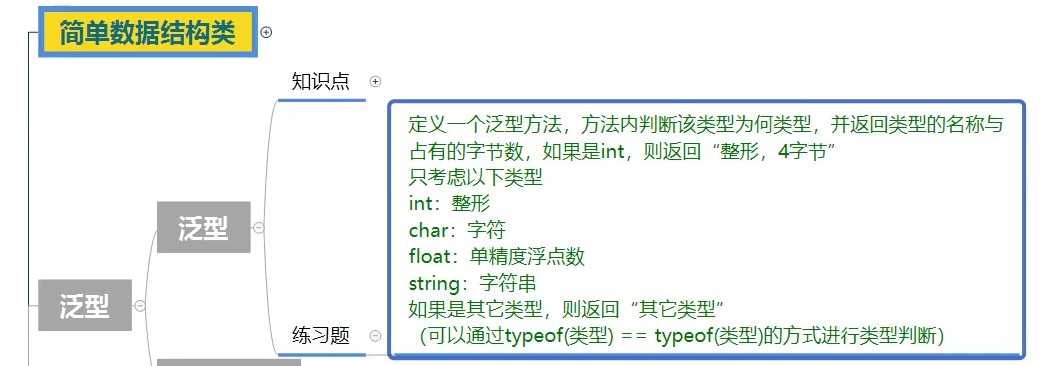 简单数据结构类
知识点
定义一个泛型方法，方法内判断该类型为何类型，并返回类型的名称与
占有的字节数，如果是int，则返回“整形，4字节”
只考虑以下类型
int：整形
char：字符
float：单精度浮点数
string：字符串
如果是其它类型，则返回“其它类型”
（可以通过typeof(类型) == typeof(类型)的方式进行类型判断）
泛型
泛型
练习题